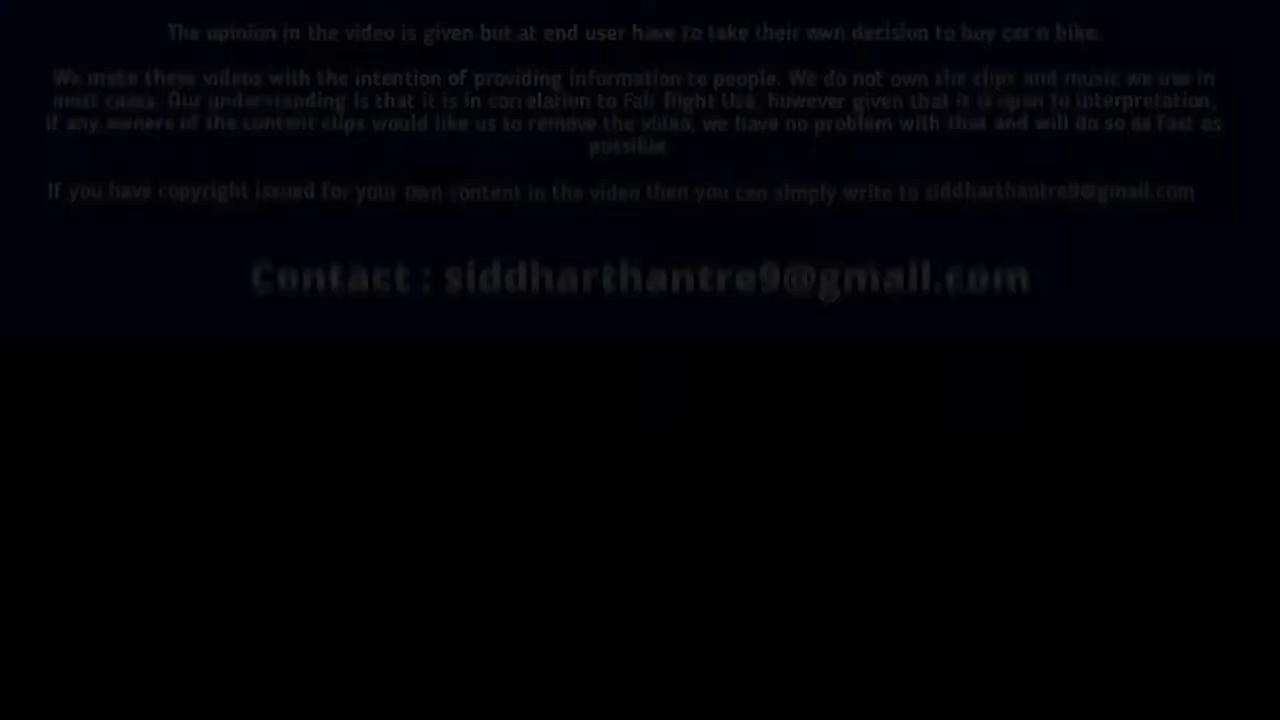 The opinion in the video is given but at end user have to take their own decision to buy car n bike.
We make these videos with the intention of providing information to people. We do not own the clips and music we use in
most cases. Our understanding is that it is in correlation to Fair Right Use, however given that it is open to interpretation,
if any owners of the content clips would like us to remove the video, we have no problem with that and will do so as fast as
possible.
If you have copyright issued for your own content in the video then you can simply write to siddharthantre9@gmail.com
Contact : siddharthantre9@gmail.com